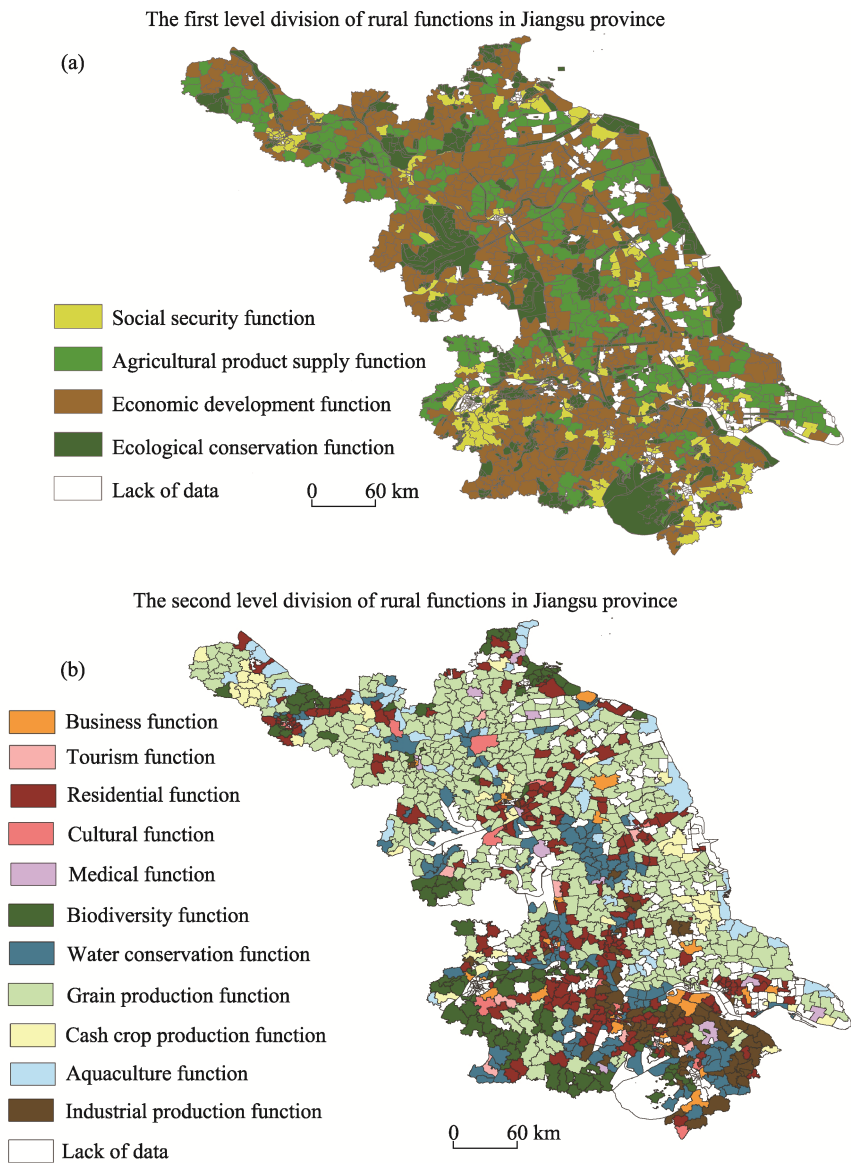 The first level division of rural functions in Jiangsu province
(a)
Social security function
Agricultural product supply function
Economic development function
Ecological conservation function
Lack of data
0 60 km
The second level division of rural functions in Jiangsu province
(b)
Business function
Tourism function
Residential function
Cultural function
Medical function
Biodiversity function
Water conservation function
Grain production function
Cash crop production function
Aquaculture function
Industrial production function
Lack of data
0 60 km